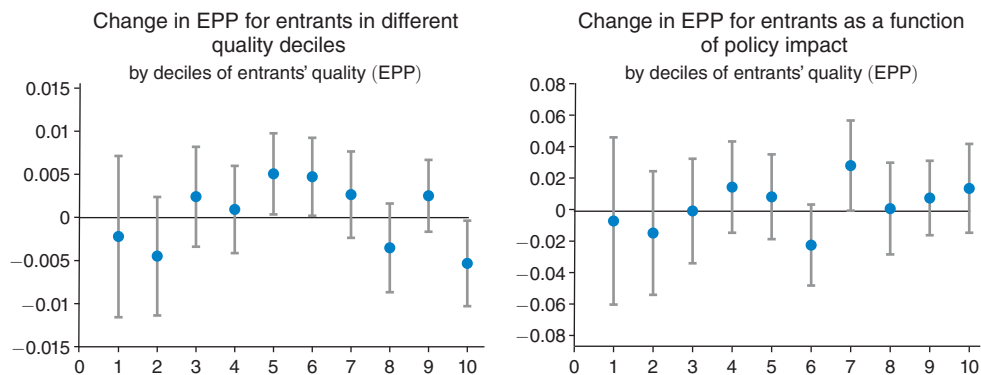 Change in EPP for entrants in different
quality deciles
by deciles of entrants’ quality (EPP)
0.015
0.01
0.005
0
−0.005
−0.01
−0.015
0 1 2 3 4 5 6 7 8 9 10
Change in EPP for entrants as a function
of policy impact
by deciles of entrants’ quality (EPP)
0.08
0.06
0.04
0.02
0
−0.02
−0.04
−0.06
−0.08
0 1 2 3 4 5 6 7 8 9 10